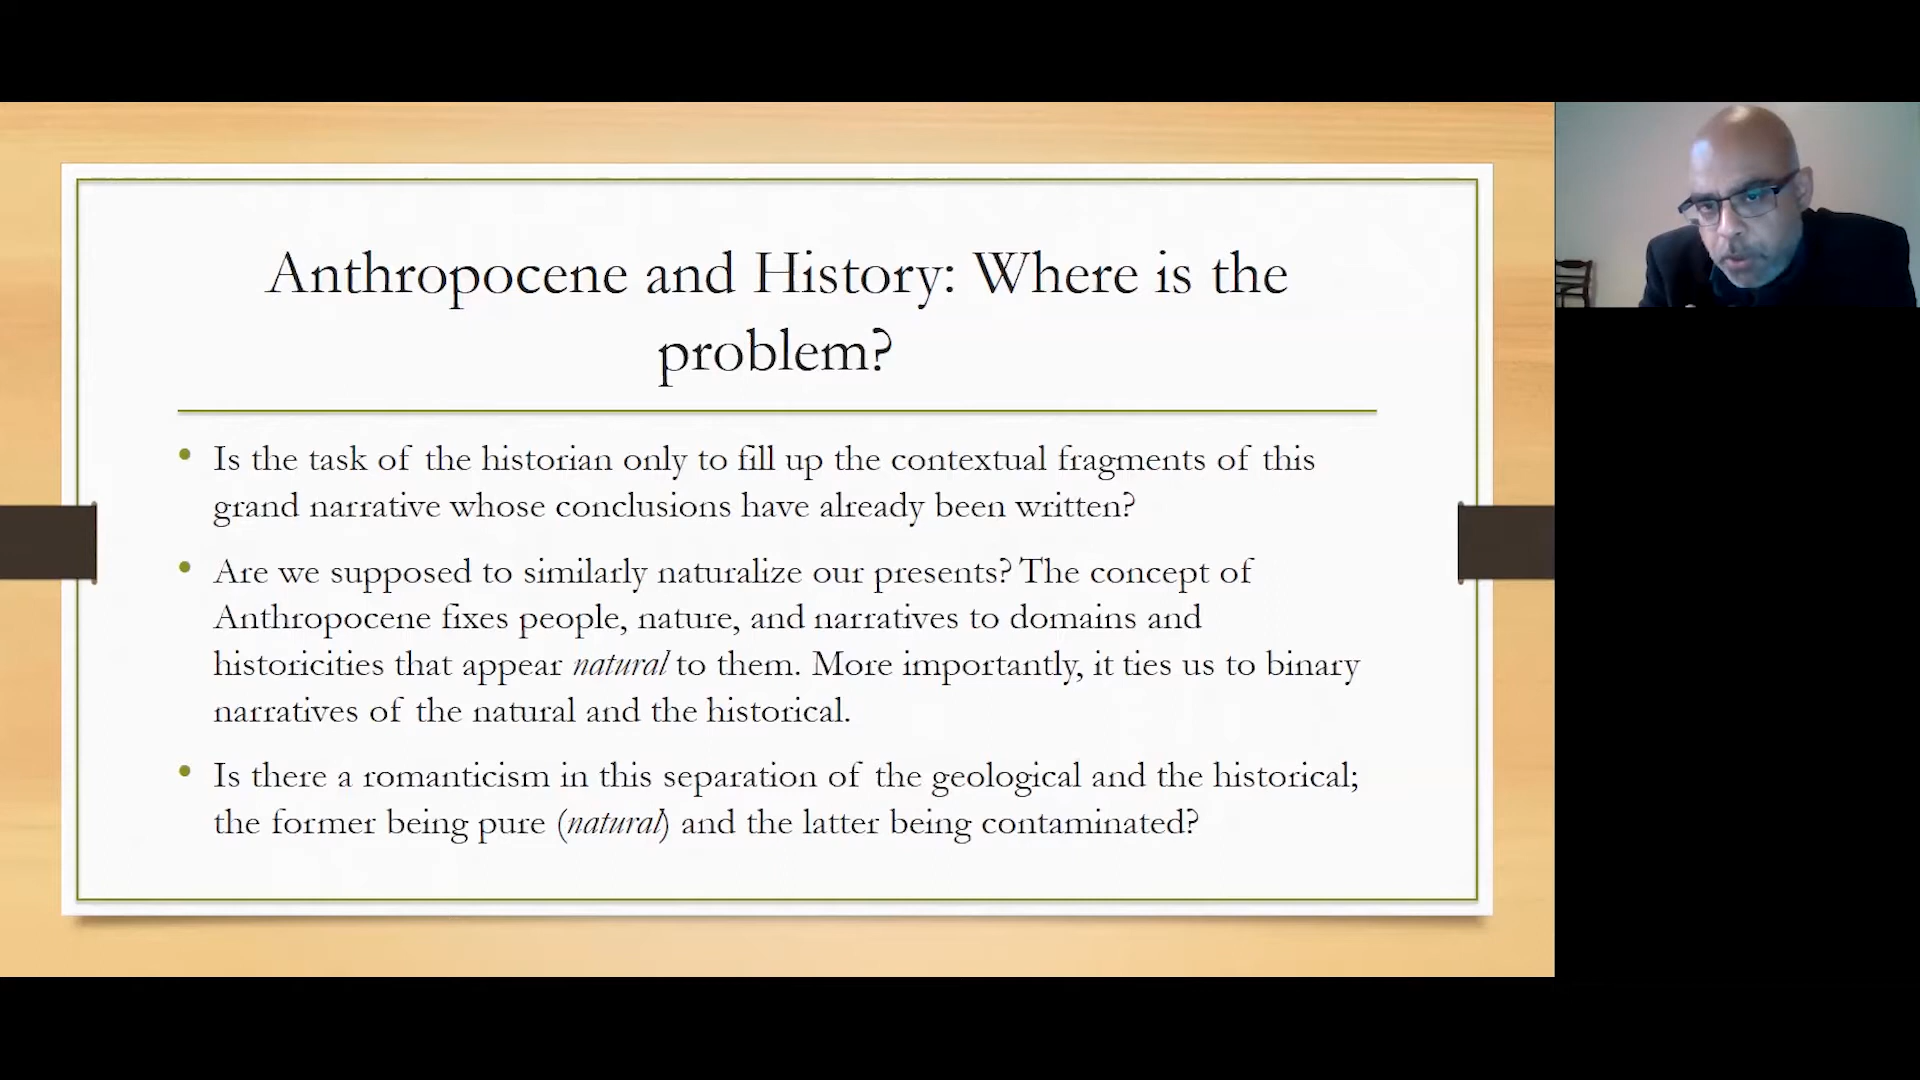 Anthropocene and History: Where is the
problem?
• Is the task of the historian only to fill up the contextual fragments of this
grand narrative whose conclusions have already been written?
• Are we supposed to similarly naturalize our presents? The concept of
Anthropocene fixes people, nature, and narratives to domains and
historicities that appear natural to them. More importantly, it ties us to binary
narratives of the natural and the historical.
• Is there a romanticism in this separation of the geological and the historical;
the former being pure (natural) and the latter being contaminated?